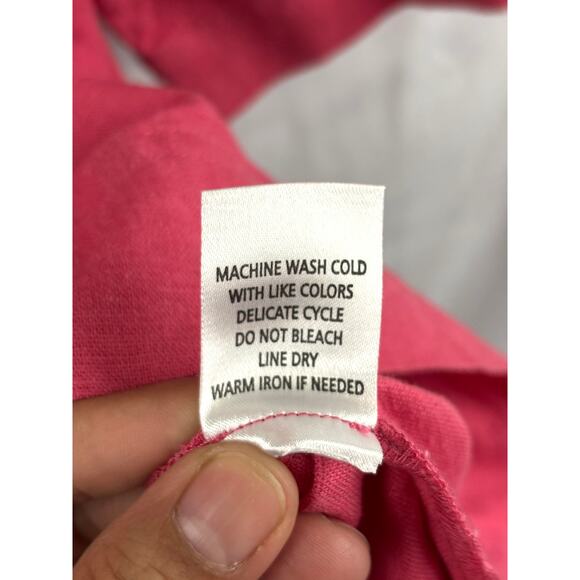 MACHINE WASH COLD
WITH LIKE COLORS
DELICATE CYCLE
DO NOT BLEACH
LINE DRY
WARM IRON IF NEEDED